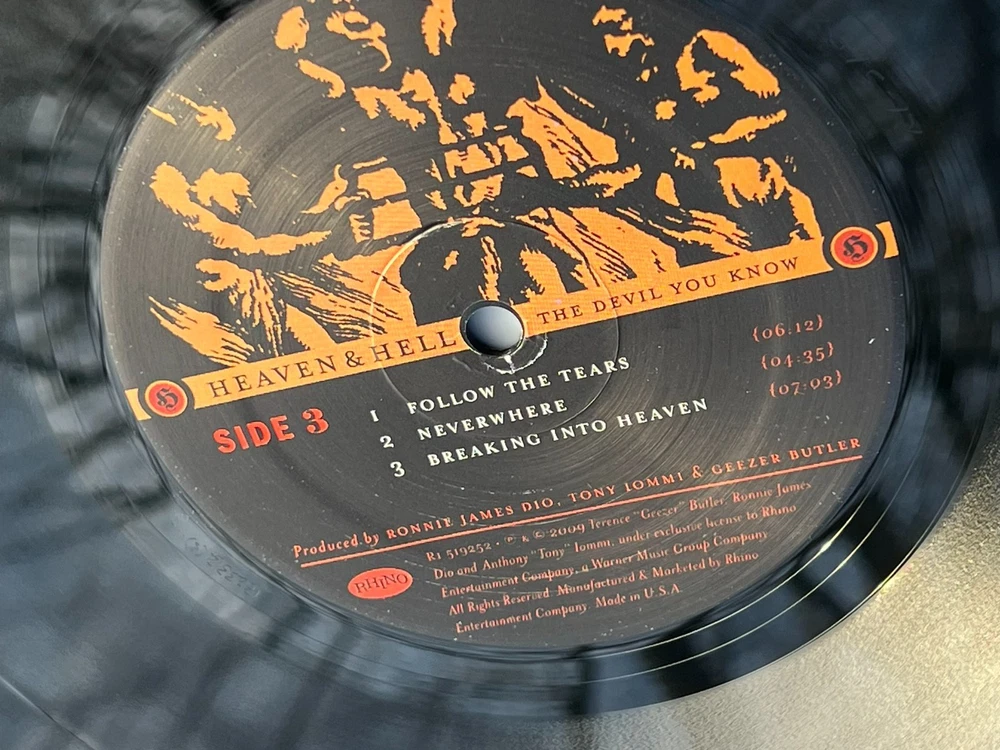 HEAVEN & HELL THE DEVIL YOU KNOW
SIDE 3
1 FOLLOW THE TEARS {06:12}
2 NEVERWHERE {04:35}
3 BREAKING INTO HEAVEN {07:03}
Produced by RONNIE JAMES DIO, TONY IOMMI & GEEZER BUTLER
RHINO
R1 519252 • ℗ & © 2009 Terence "Geezer" Butler, Ronnie James
Dio and Anthony "Tony" Iommi, under exclusive license to Rhino
Entertainment Company, a Warner Music Group Company.
All Rights Reserved. Manufactured & Marketed by Rhino
Entertainment Company. Made in U.S.A.